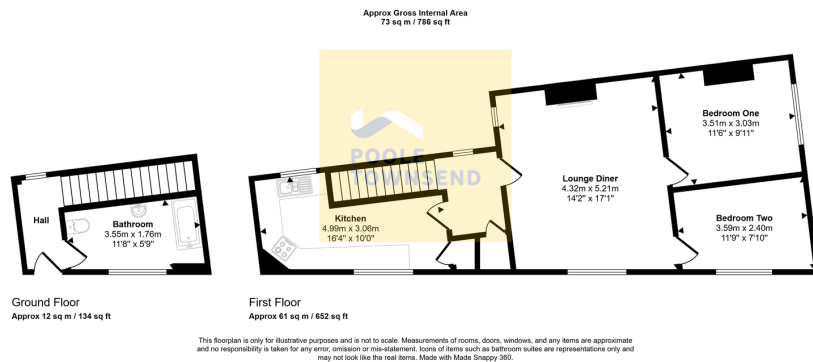 Approx Gross Internal Area
73 sq m / 786 sq ft
POOLE
TOWNSEND
Bedroom One
3.51m x 3.03m
11'6" x 9'11"
Lounge Diner
4.32m x 5.21m
14'2" x 17'1"
Hall
Bathroom
3.55m x 1.76m
11'8" x 5'9"
Kitchen
4.99m x 3.06m
16'4" x 10'0"
Bedroom Two
3.59m x 2.40m
11'9" x 7'10"
Ground Floor
Approx 12 sq m / 134 sq ft
First Floor
Approx 61 sq m / 652 sq ft
This floorplan is only for illustrative purposes and is not to scale. Measurements of rooms, doors, windows, and any items are approximate
and no responsibility is taken for any error, omission or mis-statement. Icons of items such as bathroom suites are representations only and
may not look like the real items. Made with Made Snappy 360.